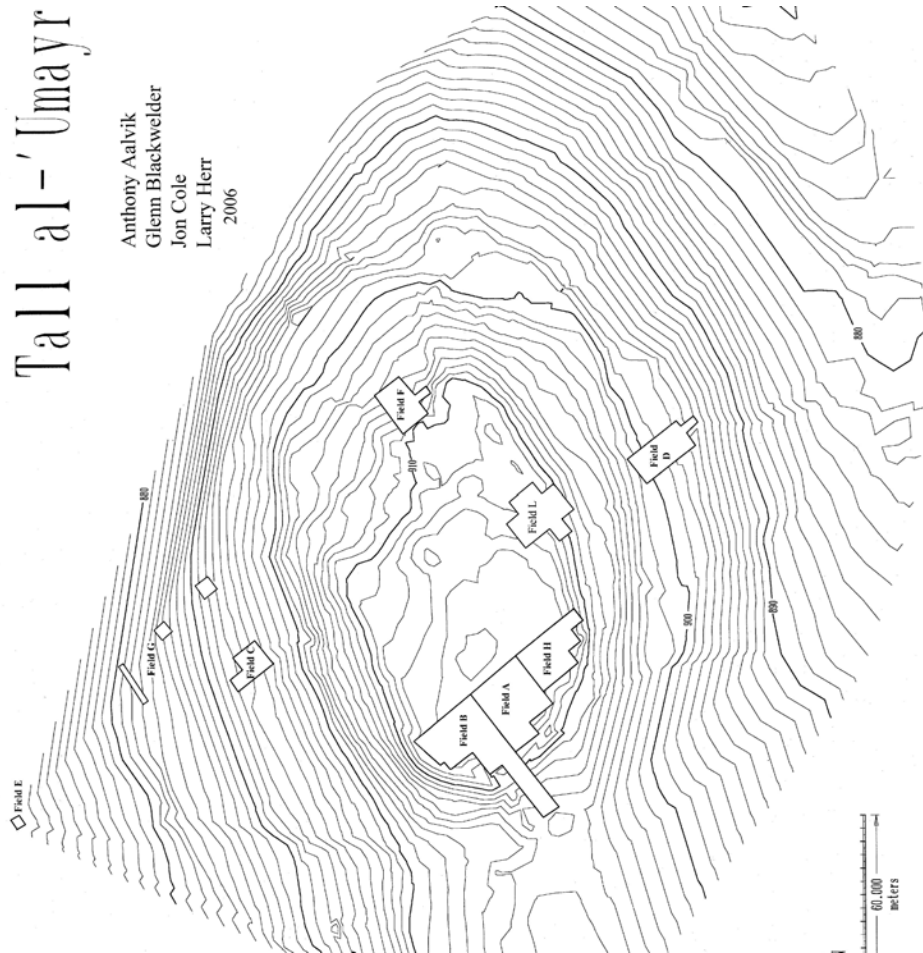 Tall al-'Umayr
Anthony Aalvik
Glenn Blackwelder
Jon Cole
Larry Herr
2006
Field E
880
Field G
Field C
Field F
910
Field L
Field D
Field B
Field A
Field H
900
890
880
60.000
meters